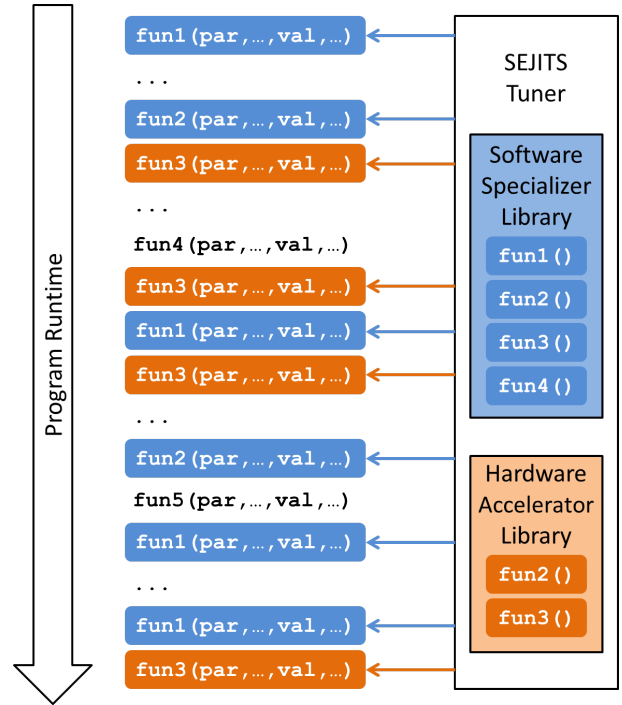 Program Runtime
fun1(par,…,val,…)
...
fun2(par,…,val,…)
fun3(par,…,val,…)
...
fun4(par,…,val,…)
fun3(par,…,val,…)
fun1(par,…,val,…)
fun3(par,…,val,…)
...
fun2(par,…,val,…)
fun5(par,…,val,…)
fun1(par,…,val,…)
...
fun1(par,…,val,…)
fun3(par,…,val,…)
SEJITS
Tuner
Software
Specializer
Library
fun1()
fun2()
fun3()
fun4()
Hardware
Accelerator
Library
fun2()
fun3()